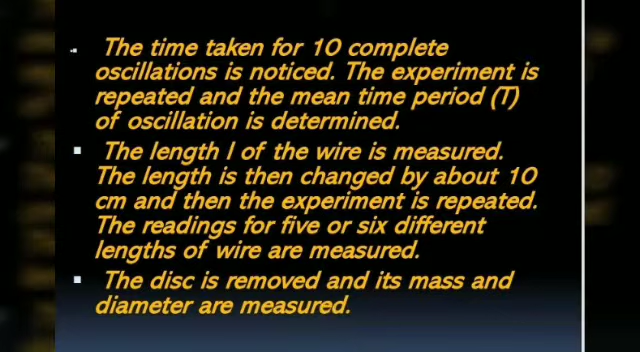 The time taken for 10 complete
oscillations is noticed. The experiment is
repeated and the mean time period (T)
of oscillation is determined.
The length l of the wire is measured.
The length is then changed by about 10
cm and then the experiment is repeated.
The readings for five or six different
lengths of wire are measured.
The disc is removed and its mass and
diameter are measured.